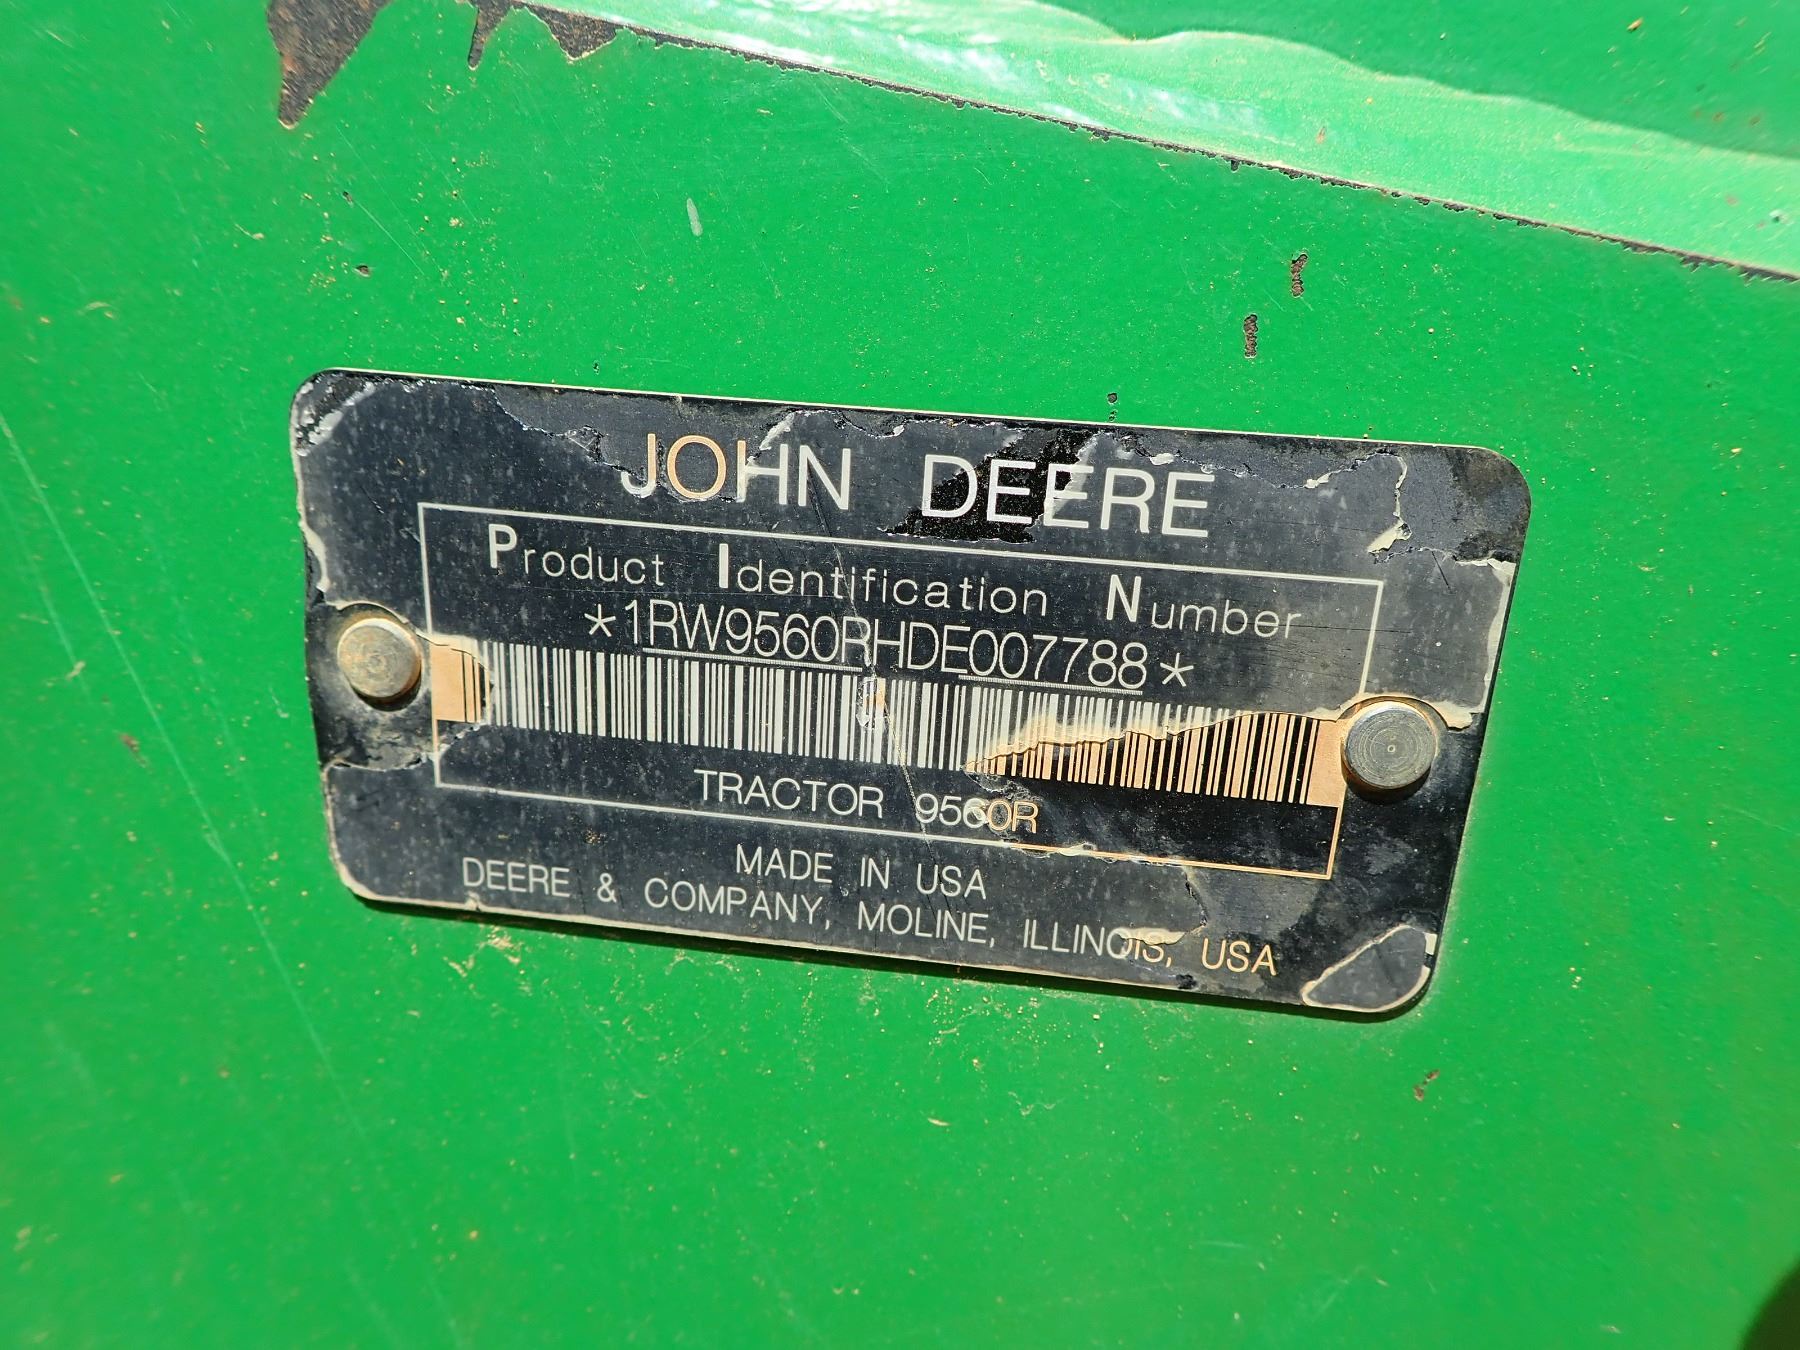 JOHN DEERE
Product Identification Number
*1RW9560RHDE007788*
TRACTOR 9560R
MADE IN USA
DEERE & COMPANY, MOLINE, ILLINOIS, USA